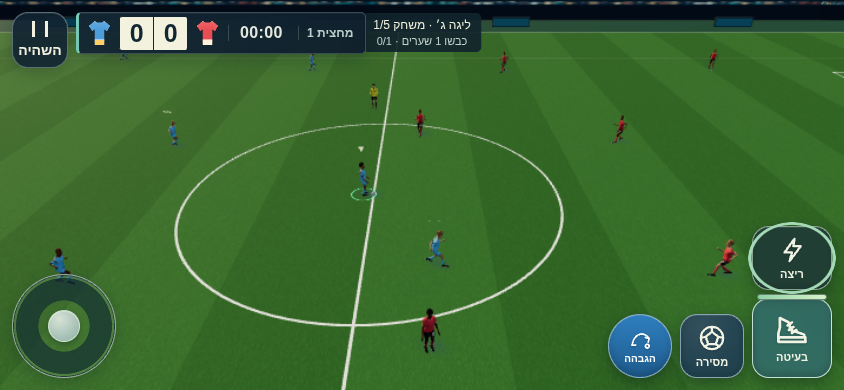 השהיה
0 0
00:00
מחצית 1
ליגה ג׳ · משחק 1/5
כבשו 1 שערים · 0/1
ריצה
בעיטה
מסירה
הגבהה